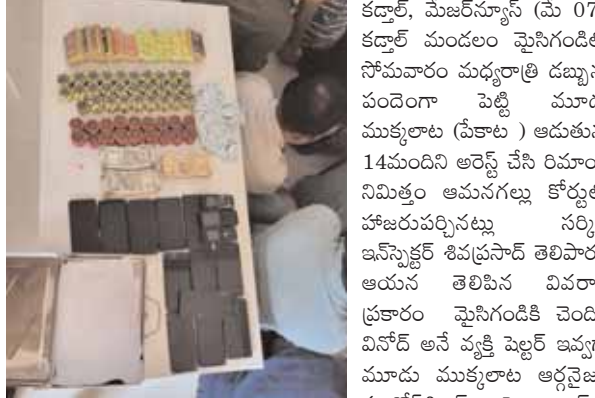 కడ్తాల్, మేజర్‌న్యూస్ (మే 07
కడ్తాల్ మండలం మైసిగండి
సోమవారం మధ్యరాత్రి డబ్బు
పందెంగా పెట్టి మూడ
ముక్కలాట (పేకాట ) ఆడుతు
14మందిని అరెస్ట్ చేసి రిమాం
నిమిత్తం ఆమనగల్లు కోర్టు
హాజరుపర్చినట్లు సర్కి
ఇన్‌స్పెక్టర్ శివప్రసాద్ తెలిపార
ఆయన తెలిపిన వివరా
ప్రకారం మైసిగండికి చెంది
వినోద్ అనే వ్యక్తి షెల్టర్ ఇవ్వ
మూడు ముక్కలాట ఆర్గనైజ